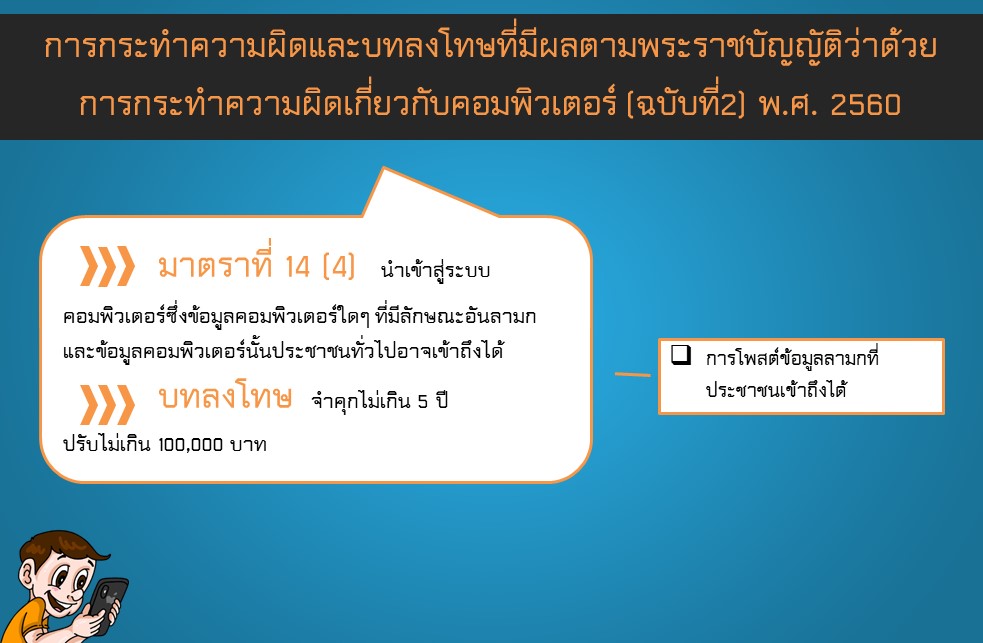 การกระทำความผิดและบทลงโทษที่มีผลตามพระราชบัญญัติว่าด้วย
การกระทำความผิดเกี่ยวกับคอมพิวเตอร์ (ฉบับที่2) พ.ศ. 2560
มาตราที่ 14 (4) นำเข้าสู่ระบบ
คอมพิวเตอร์ซึ่งข้อมูลคอมพิวเตอร์ใดๆ ที่มีลักษณะอันลามก
และข้อมูลคอมพิวเตอร์นั้นประชาชนทั่วไปอาจเข้าถึงได้
บทลงโทษ จำคุกไม่เกิน 5 ปี
ปรับไม่เกิน 100,000 บาท
การโพสต์ข้อมูลลามกที่
ประชาชนเข้าถึงได้